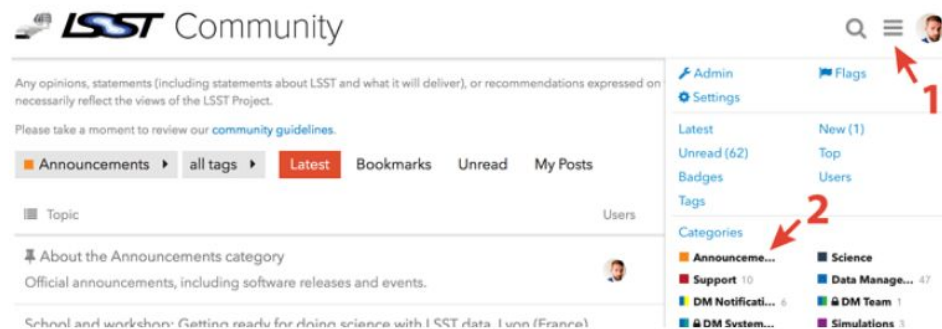 LSST Community
Any opinions, statements (including statements about LSST and what it will deliver), or recommendations expressed on
necessarily reflect the views of the LSST Project.
Please take a moment to review our community guidelines.
Announcements all tags Latest Bookmarks Unread My Posts
Topic Users
About the Announcements category
Official announcements, including software releases and events.
School and workshop: Getting ready for doing science with LSST data, Lyon (France)
1
Admin Flags
Settings
Latest New (1)
Unread (62) Top
Badges Users
Tags
2
Categories
Announceme... Science
Support 10 Data Manage... 47
DM Notificati... 6 DM Team 1
DM System... Simulations 3